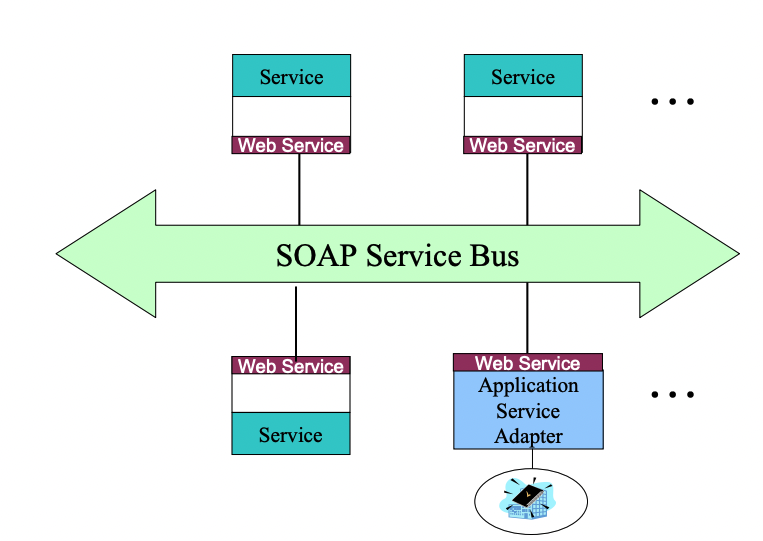 Service
Service
Web Service
Web Service
...
SOAP Service Bus
Web Service
Web Service
Application
Service
Adapter
Service
...